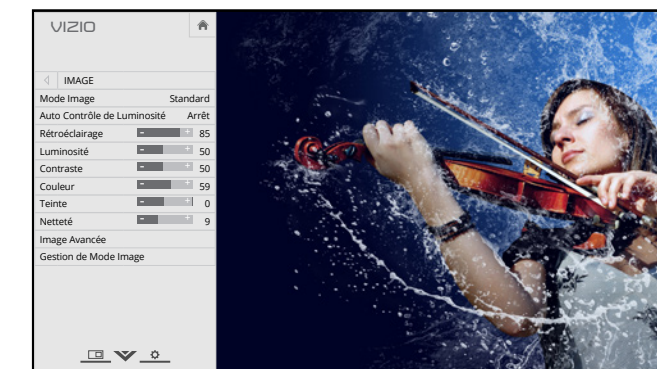 VIZIO
IMAGE
Mode Image Standard
Auto Contrôle de Luminosité Arrêt
Rétroéclairage - + 85
Luminosité - + 50
Contraste - + 50
Couleur - + 59
Teinte - + 0
Netteté - + 9
Image Avancée
Gestion de Mode Image